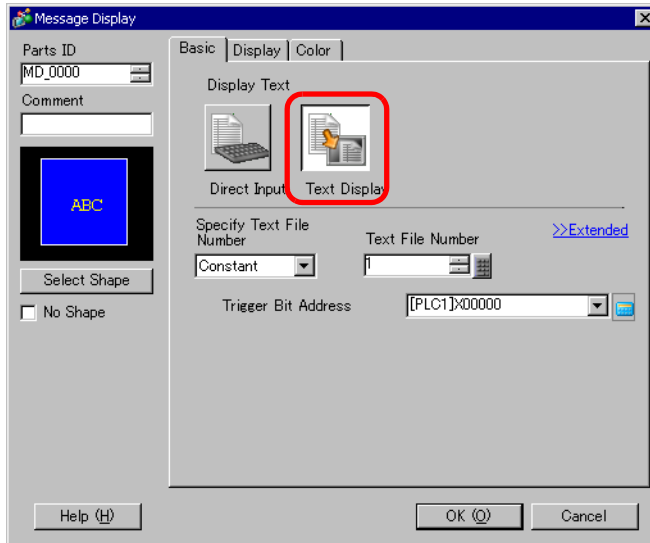 Message Display
Parts ID
MD_0000
Comment
ABC
Select Shape
No Shape
Basic
Display
Color
Display Text
Direct Input
Text Display
Specify Text File
Number
Constant
Text File Number
1
>>Extended
Trigger Bit Address
[PLC1]X00000
Help (H)
OK (O)
Cancel